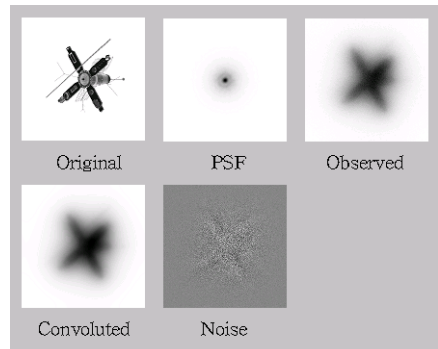 Original
PSF
Observed
Convoluted
Noise